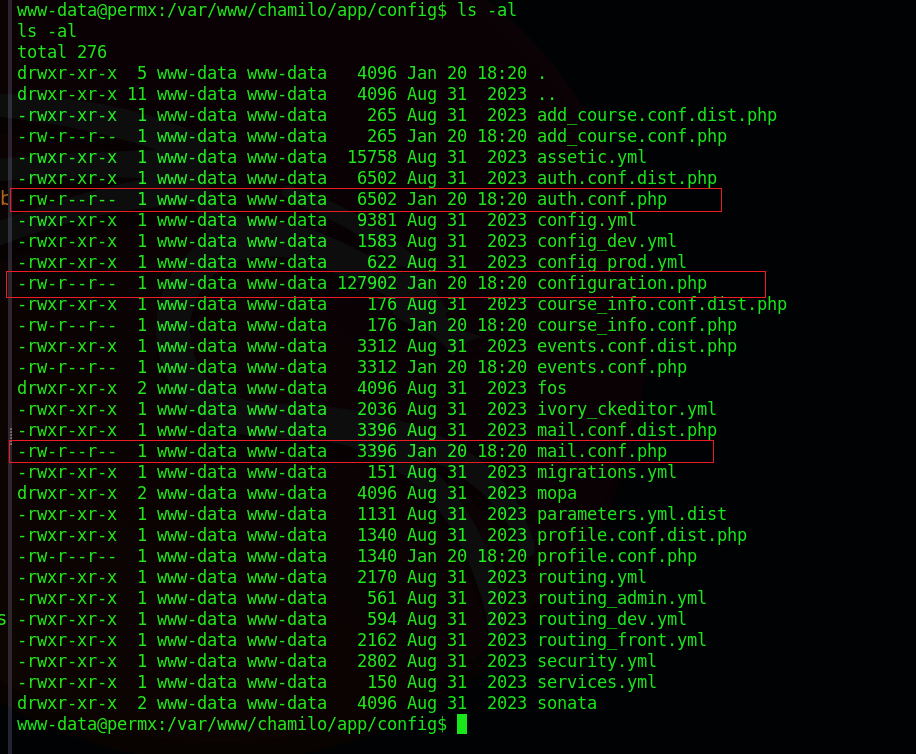 www-data@permx:/var/www/chamilo/app/config$ ls -al
ls -al
total 276
drwxr-xr-x  5 www-data www-data   4096 Jan 20 18:20 .
drwxr-xr-x 11 www-data www-data   4096 Aug 31  2023 ..
-rwxr-xr-x  1 www-data www-data    265 Aug 31  2023 add_course.conf.dist.php
-rw-r--r--  1 www-data www-data    265 Jan 20 18:20 add_course.conf.php
-rwxr-xr-x  1 www-data www-data  15758 Aug 31  2023 assetic.yml
-rwxr-xr-x  1 www-data www-data   6502 Aug 31  2023 auth.conf.dist.php
b -rw-r--r--  1 www-data www-data   6502 Jan 20 18:20 auth.conf.php
-rwxr-xr-x  1 www-data www-data   9381 Aug 31  2023 config.yml
-rwxr-xr-x  1 www-data www-data   1583 Aug 31  2023 config_dev.yml
-rwxr-xr-x  1 www-data www-data    622 Aug 31  2023 config_prod.yml
-rw-r--r--  1 www-data www-data 127902 Jan 20 18:20 configuration.php
-rwxr-xr-x  1 www-data www-data    176 Aug 31  2023 course_info.conf.dist.php
-rw-r--r--  1 www-data www-data    176 Jan 20 18:20 course_info.conf.php
-rwxr-xr-x  1 www-data www-data   3312 Aug 31  2023 events.conf.dist.php
-rw-r--r--  1 www-data www-data   3312 Jan 20 18:20 events.conf.php
drwxr-xr-x  2 www-data www-data   4096 Aug 31  2023 fos
-rwxr-xr-x  1 www-data www-data   2036 Aug 31  2023 ivory_ckeditor.yml
-rwxr-xr-x  1 www-data www-data   3396 Aug 31  2023 mail.conf.dist.php
-rw-r--r--  1 www-data www-data   3396 Jan 20 18:20 mail.conf.php
-rwxr-xr-x  1 www-data www-data    151 Aug 31  2023 migrations.yml
drwxr-xr-x  2 www-data www-data   4096 Aug 31  2023 mopa
-rwxr-xr-x  1 www-data www-data   1131 Aug 31  2023 parameters.yml.dist
-rwxr-xr-x  1 www-data www-data   1340 Aug 31  2023 profile.conf.dist.php
-rw-r--r--  1 www-data www-data   1340 Jan 20 18:20 profile.conf.php
-rwxr-xr-x  1 www-data www-data   2170 Aug 31  2023 routing.yml
-rwxr-xr-x  1 www-data www-data    561 Aug 31  2023 routing_admin.yml
s -rwxr-xr-x  1 www-data www-data    594 Aug 31  2023 routing_dev.yml
-rwxr-xr-x  1 www-data www-data   2162 Aug 31  2023 routing_front.yml
-rwxr-xr-x  1 www-data www-data   2802 Aug 31  2023 security.yml
-rwxr-xr-x  1 www-data www-data    150 Aug 31  2023 services.yml
drwxr-xr-x  2 www-data www-data   4096 Aug 31  2023 sonata
www-data@permx:/var/www/chamilo/app/config$